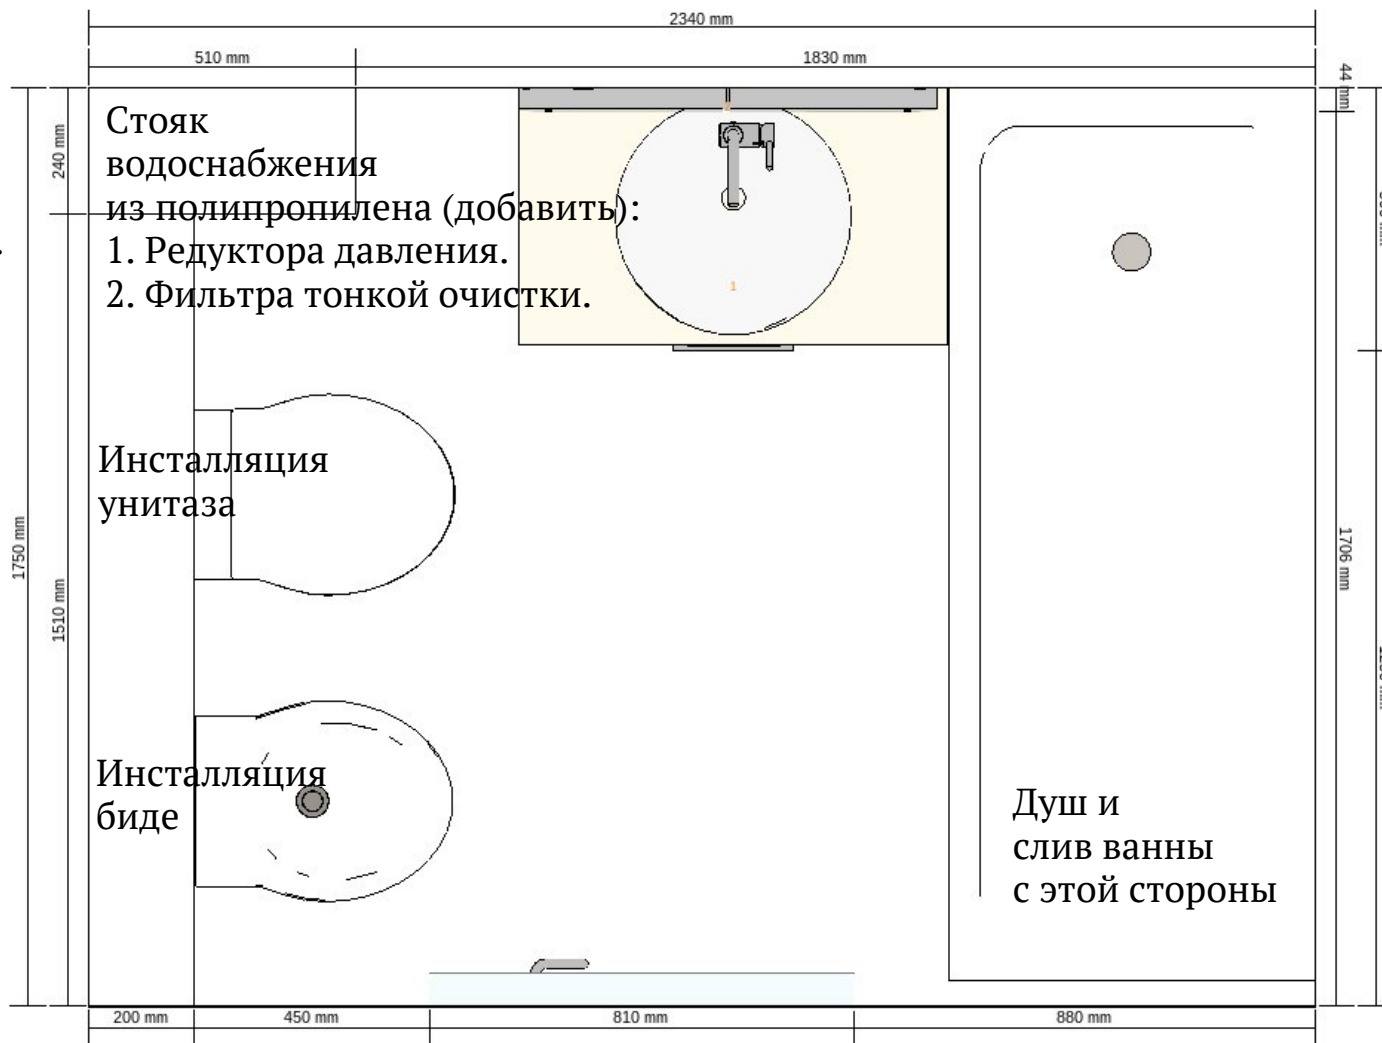 2340 mm
510 mm
1830 mm
44 mm
240 mm
Стояк
водоснабжения
из полипропилена (добавить):
1. Редуктора давления.
2. Фильтра тонкой очистки.
1
Инсталляция
унитаза
1750 mm
1510 mm
1706 mm
Инсталляция
биде
Душ и
слив ванны
с этой стороны
200 mm
450 mm
810 mm
880 mm